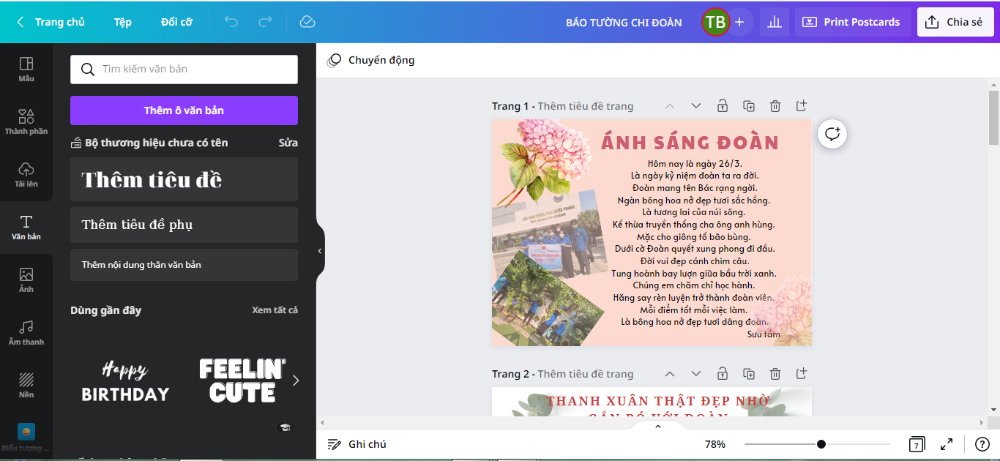 Trang chủ
Tệp
Đổi cỡ
BÁO TƯỜNG CHI ĐOÀN
TB
Print Postcards
Chia sẻ
Mẫu
Thành phần
Tải lên
Văn bản
Ảnh
Âm thanh
Nền
Biểu tượng ...
Tìm kiếm văn bản
Thêm ô văn bản
Bộ thương hiệu chưa có tên
Sửa
Thêm tiêu đề
Thêm tiêu đề phụ
Thêm nội dung thân văn bản
Dùng gần đây
Xem tất cả
Happy
BIRTHDAY
FEELIN'
CUTE
Chuyển động
Trang 1 - Thêm tiêu đề trang
ÁNH SÁNG ĐOÀN
Hôm nay là ngày 26/3.
Là ngày kỷ niệm đoàn ta ra đời.
Đoàn mang tên Bác rạng ngời.
Ngàn bông hoa nở đẹp tươi sắc hồng.
Là tương lai của núi sông.
Kế thừa truyền thống cha ông anh hùng.
Mặc cho giông tố bão bùng.
Dưới cờ Đoàn quyết xung phong đi đầu.
Đời vui đẹp cánh chim câu.
Tung hoành bay lượn giữa bầu trời xanh.
Chúng em chăm chỉ học hành.
Hăng say rèn luyện trở thành đoàn viên.
Mỗi điểm tốt mỗi việc làm.
Là bông hoa nở đẹp tươi dâng đoàn.
Sưu tầm
Trang 2 - Thêm tiêu đề trang
THANH XUÂN THẬT ĐẸP NHỜ
GẮN BÓ VỚI ĐOÀN
Ghi chú
78%
7